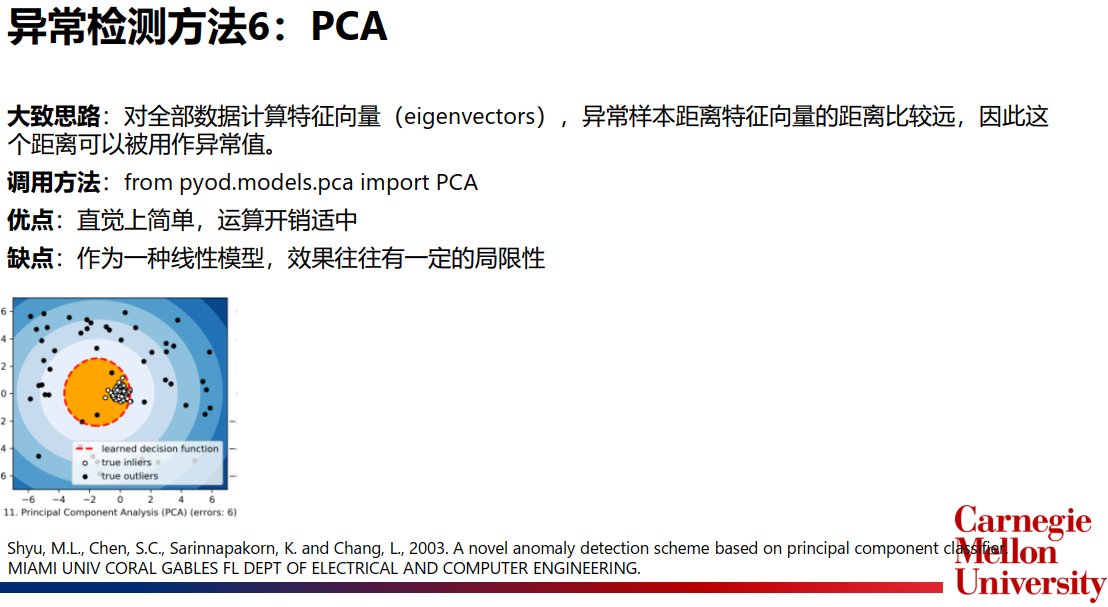 异常检测方法6：PCA
大致思路：对全部数据计算特征向量（eigenvectors），异常样本距离特征向量的距离比较远，因此这
个距离可以被用作异常值。
调用方法：from pyod.models.pca import PCA
优点：直觉上简单，运算开销适中
缺点：作为一种线性模型，效果往往有一定的局限性
6
4
2
0
2
4
6
learned decision function
true inliers
true outliers
−6 −4 −2 0 2 4 6
11. Principal Component Analysis (PCA) (errors: 6)
Shyu, M.L., Chen, S.C., Sarinnapakorn, K. and Chang, L., 2003. A novel anomaly detection scheme based on principal component classifier.
MIAMI UNIV CORAL GABLES FL DEPT OF ELECTRICAL AND COMPUTER ENGINEERING.
Carnegie
Mellon
University